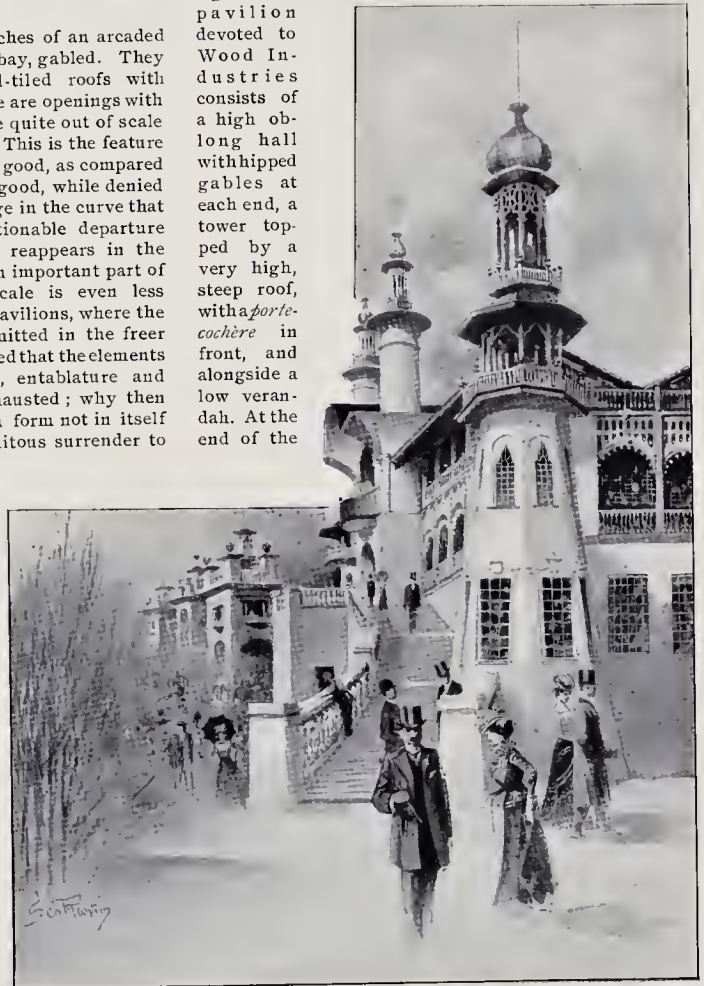 ches of an arcaded
bay, gabled. They
l-tiled roofs with
e are openings with
e quite out of scale
This is the feature
good, as compared
good, while denied
ge in the curve that
tionable departure
reappears in the
n important part of
cale is even less
avilions, where the
nitted in the freer
ed that the elements
, entablature and
hausted ; why then
a form not in itself
litous surrender to
pavilion
devoted to
Wood In-
dustries
consists of
a high ob-
long hall
with hipped
gables at
each end, a
tower top-
ped by a
very high,
steep roof,
with a porte-
cochère in
front, and
alongside a
low veran-
dah. At the
end of the